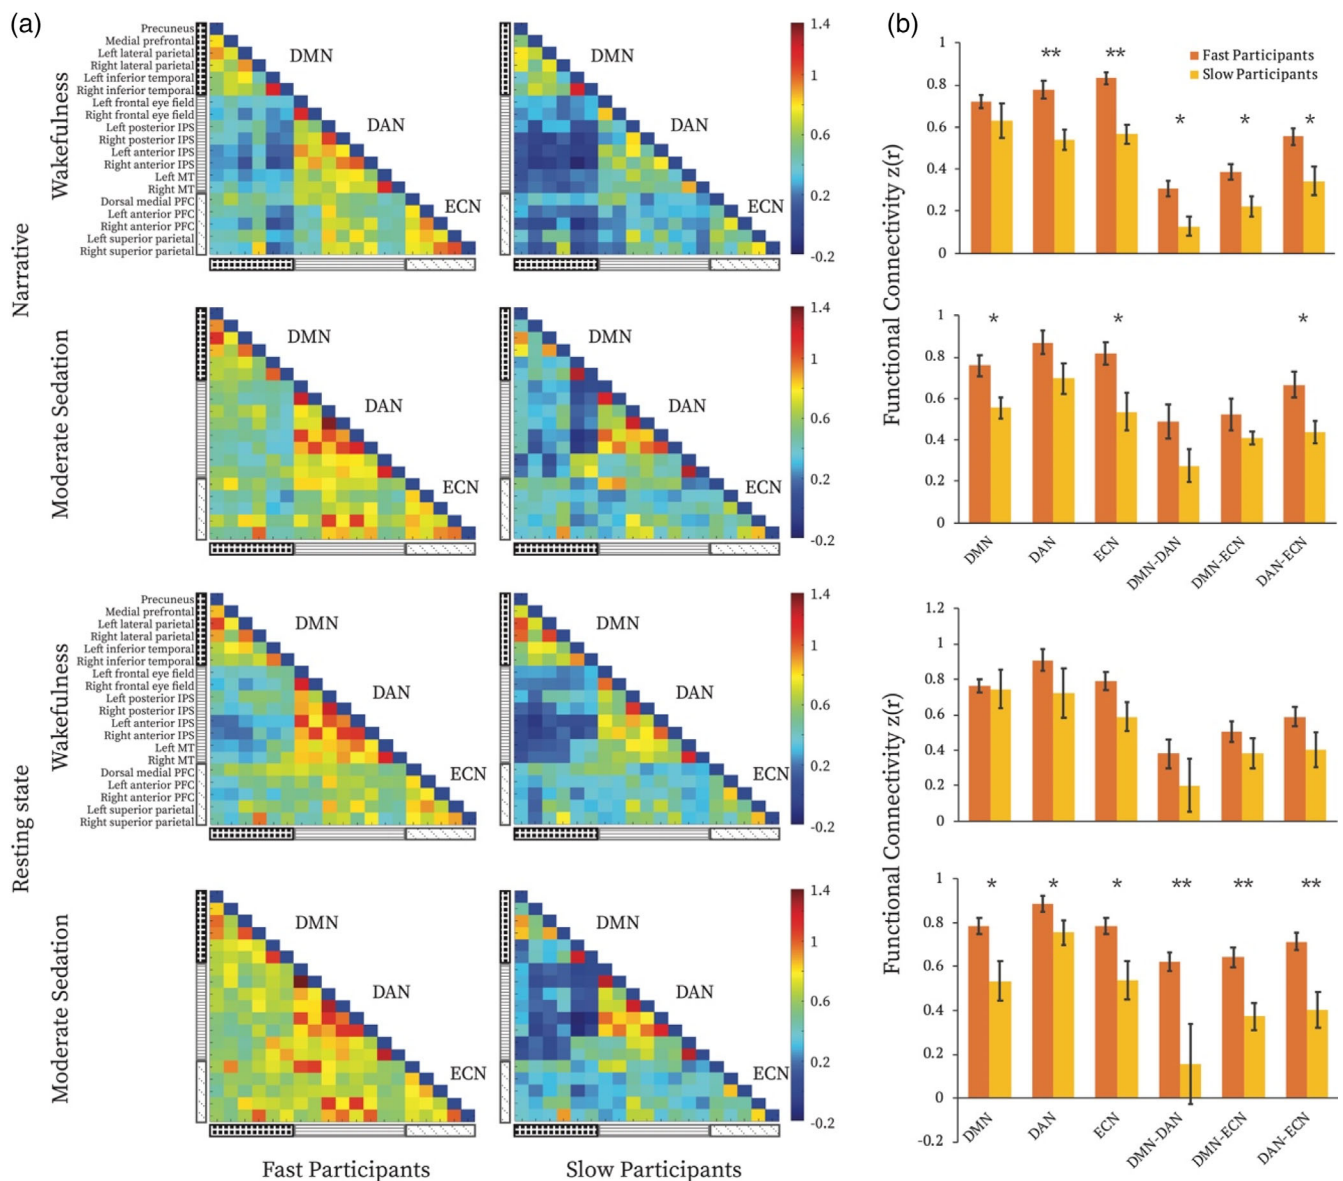 (a)
(b)
Narrative
Wakefulness
Precuneus
Medial prefrontal
Left lateral parietal
Right lateral parietal
Left inferior temporal
Right inferior temporal
Left frontal eye field
Right frontal eye field
Left posterior IPS
Right posterior IPS
Left anterior IPS
Right anterior IPS
Left MT
Right MT
Dorsal medial PFC
Left anterior PFC
Right anterior PFC
Left superior parietal
Right superior parietal
DMN
DAN
ECN
DMN
DAN
ECN
1.4
1
0.6
0.2
-0.2
Functional Connectivity z(r)
1
0.8
0.6
0.4
0.2
0
** ** * * *
Fast Participants
Slow Participants
Moderate Sedation
DMN
DAN
ECN
DMN
DAN
ECN
1.4
1
0.6
0.2
-0.2
1
0.8
0.6
0.4
0.2
0
* * *
DMN
DAN
ECN
DMN-DAN
DMN-ECN
DAN-ECN
Resting state
Wakefulness
Precuneus
Medial prefrontal
Left lateral parietal
Right lateral parietal
Left inferior temporal
Right inferior temporal
Left frontal eye field
Right frontal eye field
Left posterior IPS
Right posterior IPS
Left anterior IPS
Right anterior IPS
Left MT
Right MT
Dorsal medial PFC
Left anterior PFC
Right anterior PFC
Left superior parietal
Right superior parietal
DMN
DAN
ECN
DMN
DAN
ECN
1.4
1
0.6
0.2
-0.2
Functional Connectivity z(r)
1.2
1
0.8
0.6
0.4
0.2
0
Moderate Sedation
DMN
DAN
ECN
DMN
DAN
ECN
1.4
1
0.6
0.2
-0.2
1
0.8
0.6
0.4
0.2
0
-0.2
* * * ** ** **
DMN
DAN
ECN
DMN-DAN
DMN-ECN
DAN-ECN
Fast Participants
Slow Participants